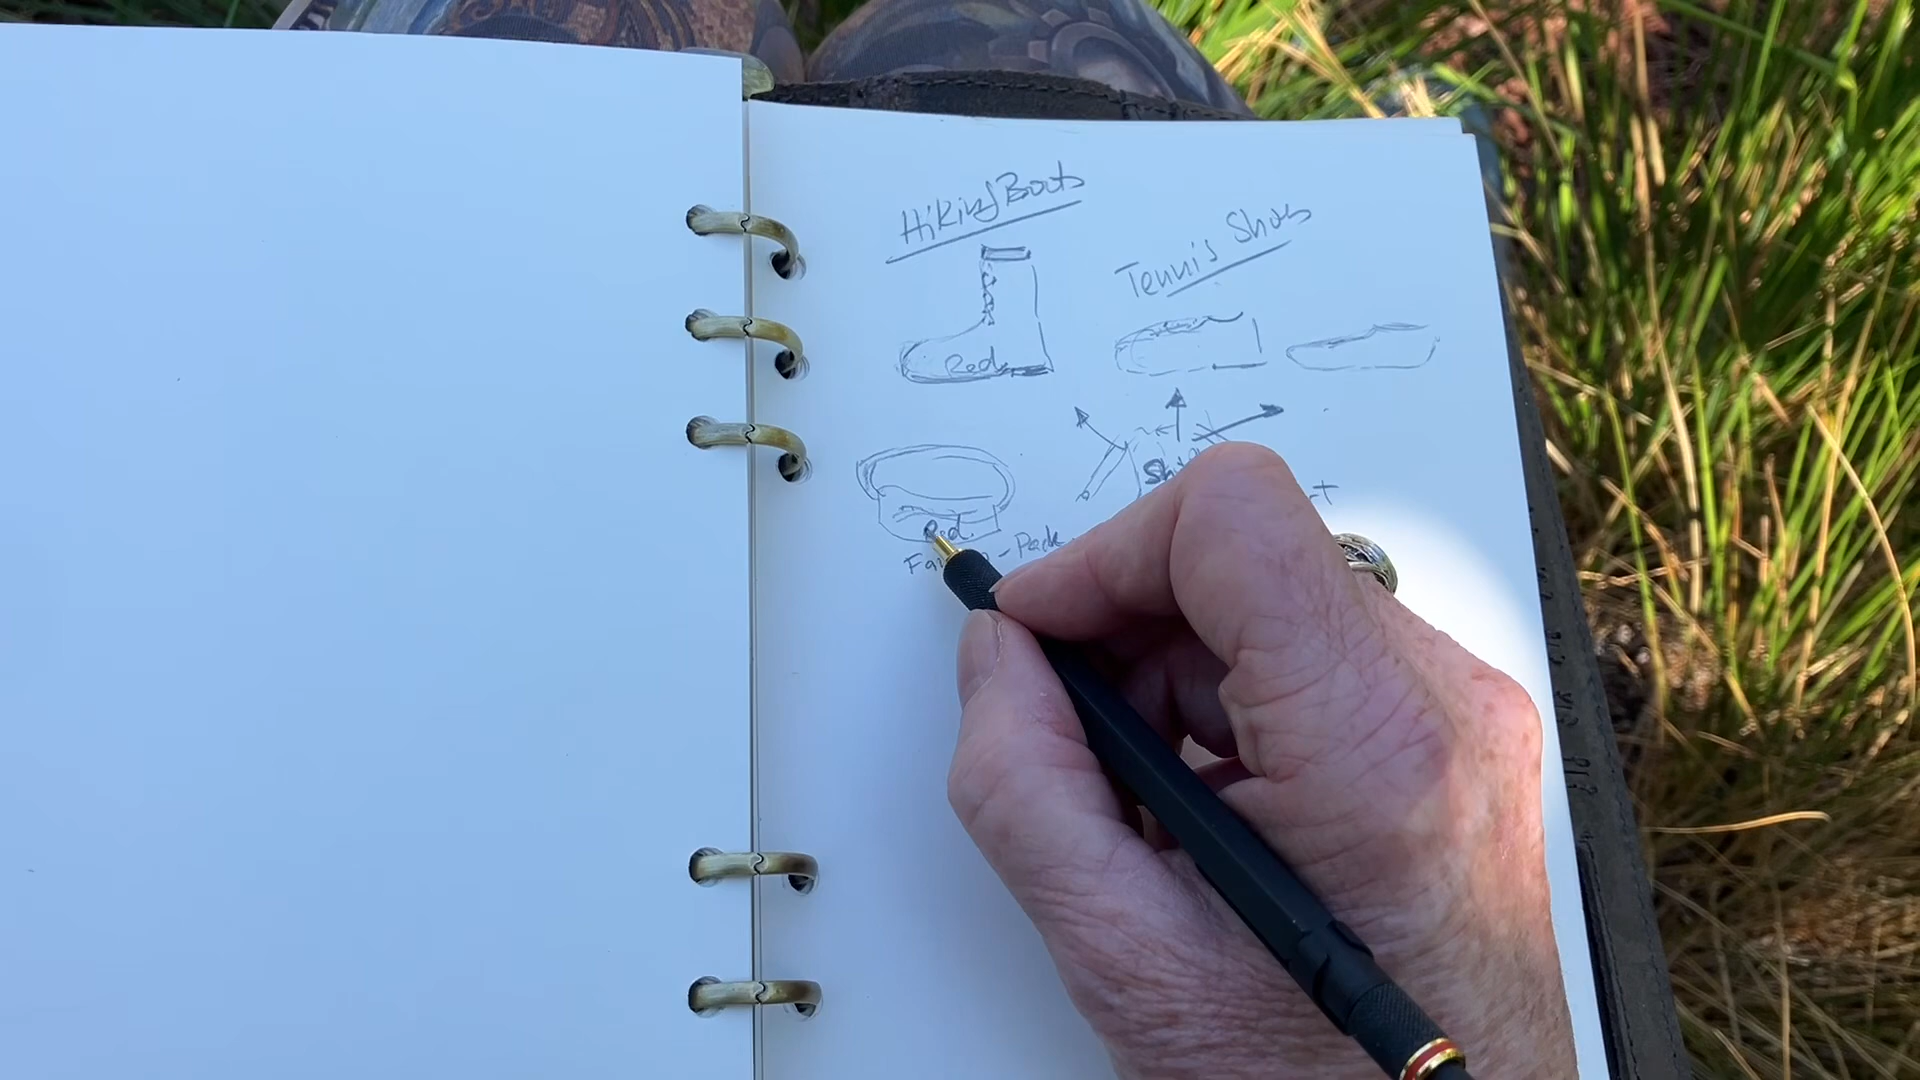 Hiking Boots
Tennis Shoes
Red
Red
Pack